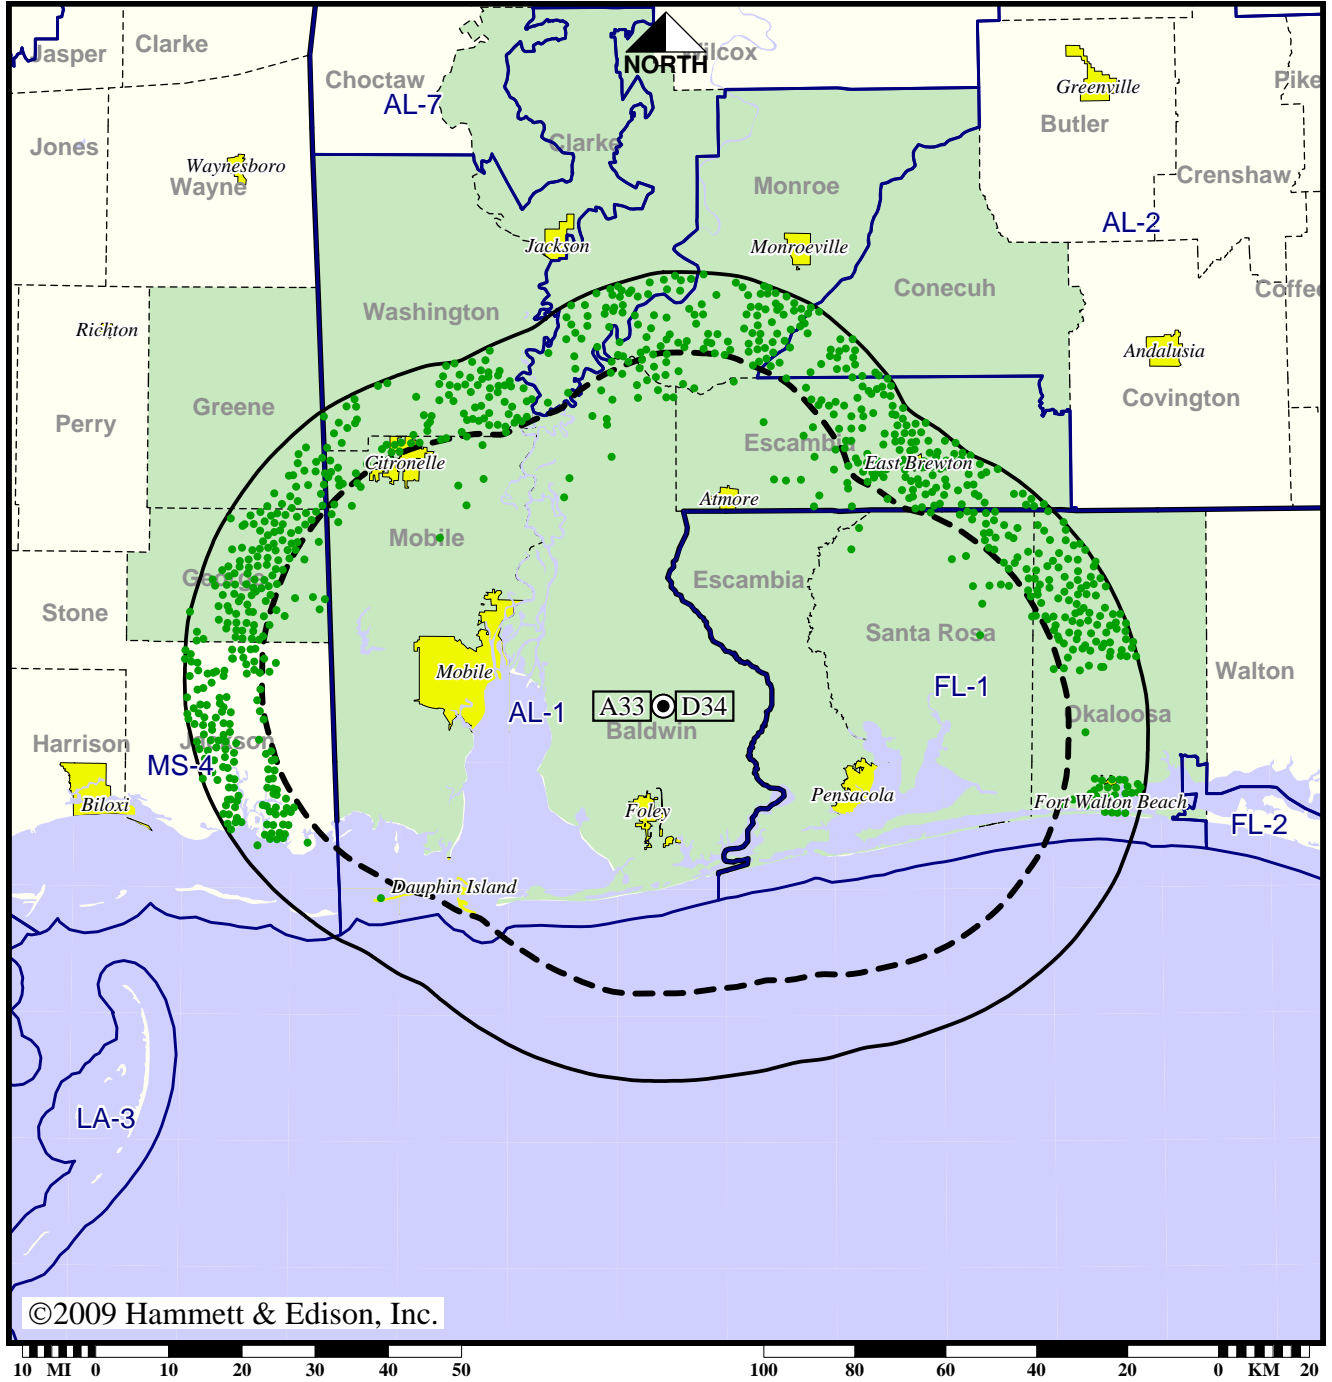 Jasper
Clarke
Choctaw
AL-7
NORTH
Wilcox
Greenville
Butler
Pike
Jones
Waynesboro
Wayne
Clarke
Monroe
Crenshaw
AL-2
Jackson
Monroeville
Conecuh
Coffee
Washington
Richton
Andalusia
Covington
Greene
Perry
Citronelle
Escambia
East Brewton
Atmore
Mobile
George
Stone
Escambia
Santa Rosa
Mobile
Walton
FL-1
A33
D34
AL-1
Baldwin
Okaloosa
Harrison
Jackson
MS-4
Biloxi
Foley
Pensacola
Fort Walton Beach
FL-2
Dauphin Island
LA-3
©2009 Hammett & Edison, Inc.
10 MI 0 10 20 30 40 50
100 80 60 40 20 0 KM 20